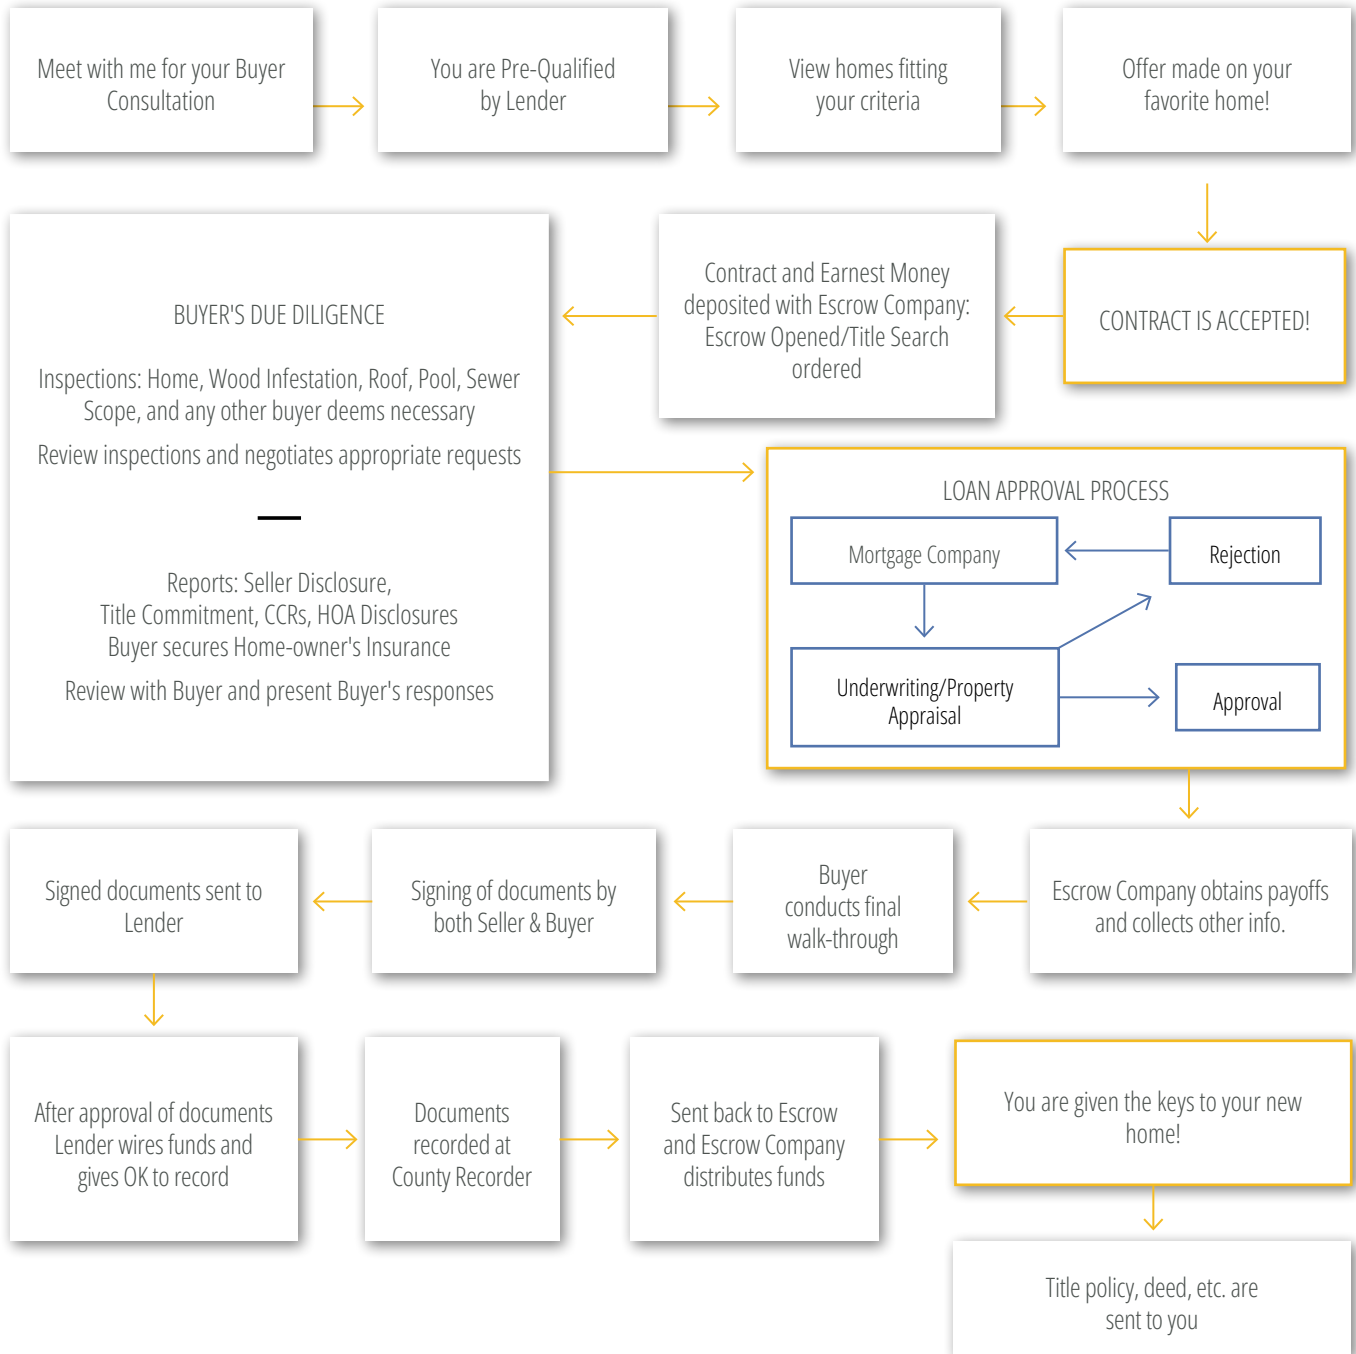 Meet with me for your Buyer
Consultation
You are Pre-Qualified
by Lender
View homes fitting
your criteria
Offer made on your
favorite home!
CONTRACT IS ACCEPTED!
Contract and Earnest Money
deposited with Escrow Company:
Escrow Opened/Title Search
ordered
BUYER'S DUE DILIGENCE
Inspections: Home, Wood Infestation, Roof, Pool, Sewer
Scope, and any other buyer deems necessary
Review inspections and negotiates appropriate requests
Reports: Seller Disclosure,
Title Commitment, CCRs, HOA Disclosures
Buyer secures Home-owner's Insurance
Review with Buyer and present Buyer's responses
LOAN APPROVAL PROCESS
Mortgage Company
Rejection
Underwriting/Property
Appraisal
Approval
Escrow Company obtains payoffs
and collects other info.
Buyer
conducts final
walk-through
Signing of documents by
both Seller & Buyer
Signed documents sent to
Lender
After approval of documents
Lender wires funds and
gives OK to record
Documents
recorded at
County Recorder
Sent back to Escrow
and Escrow Company
distributes funds
You are given the keys to your new
home!
Title policy, deed, etc. are
sent to you